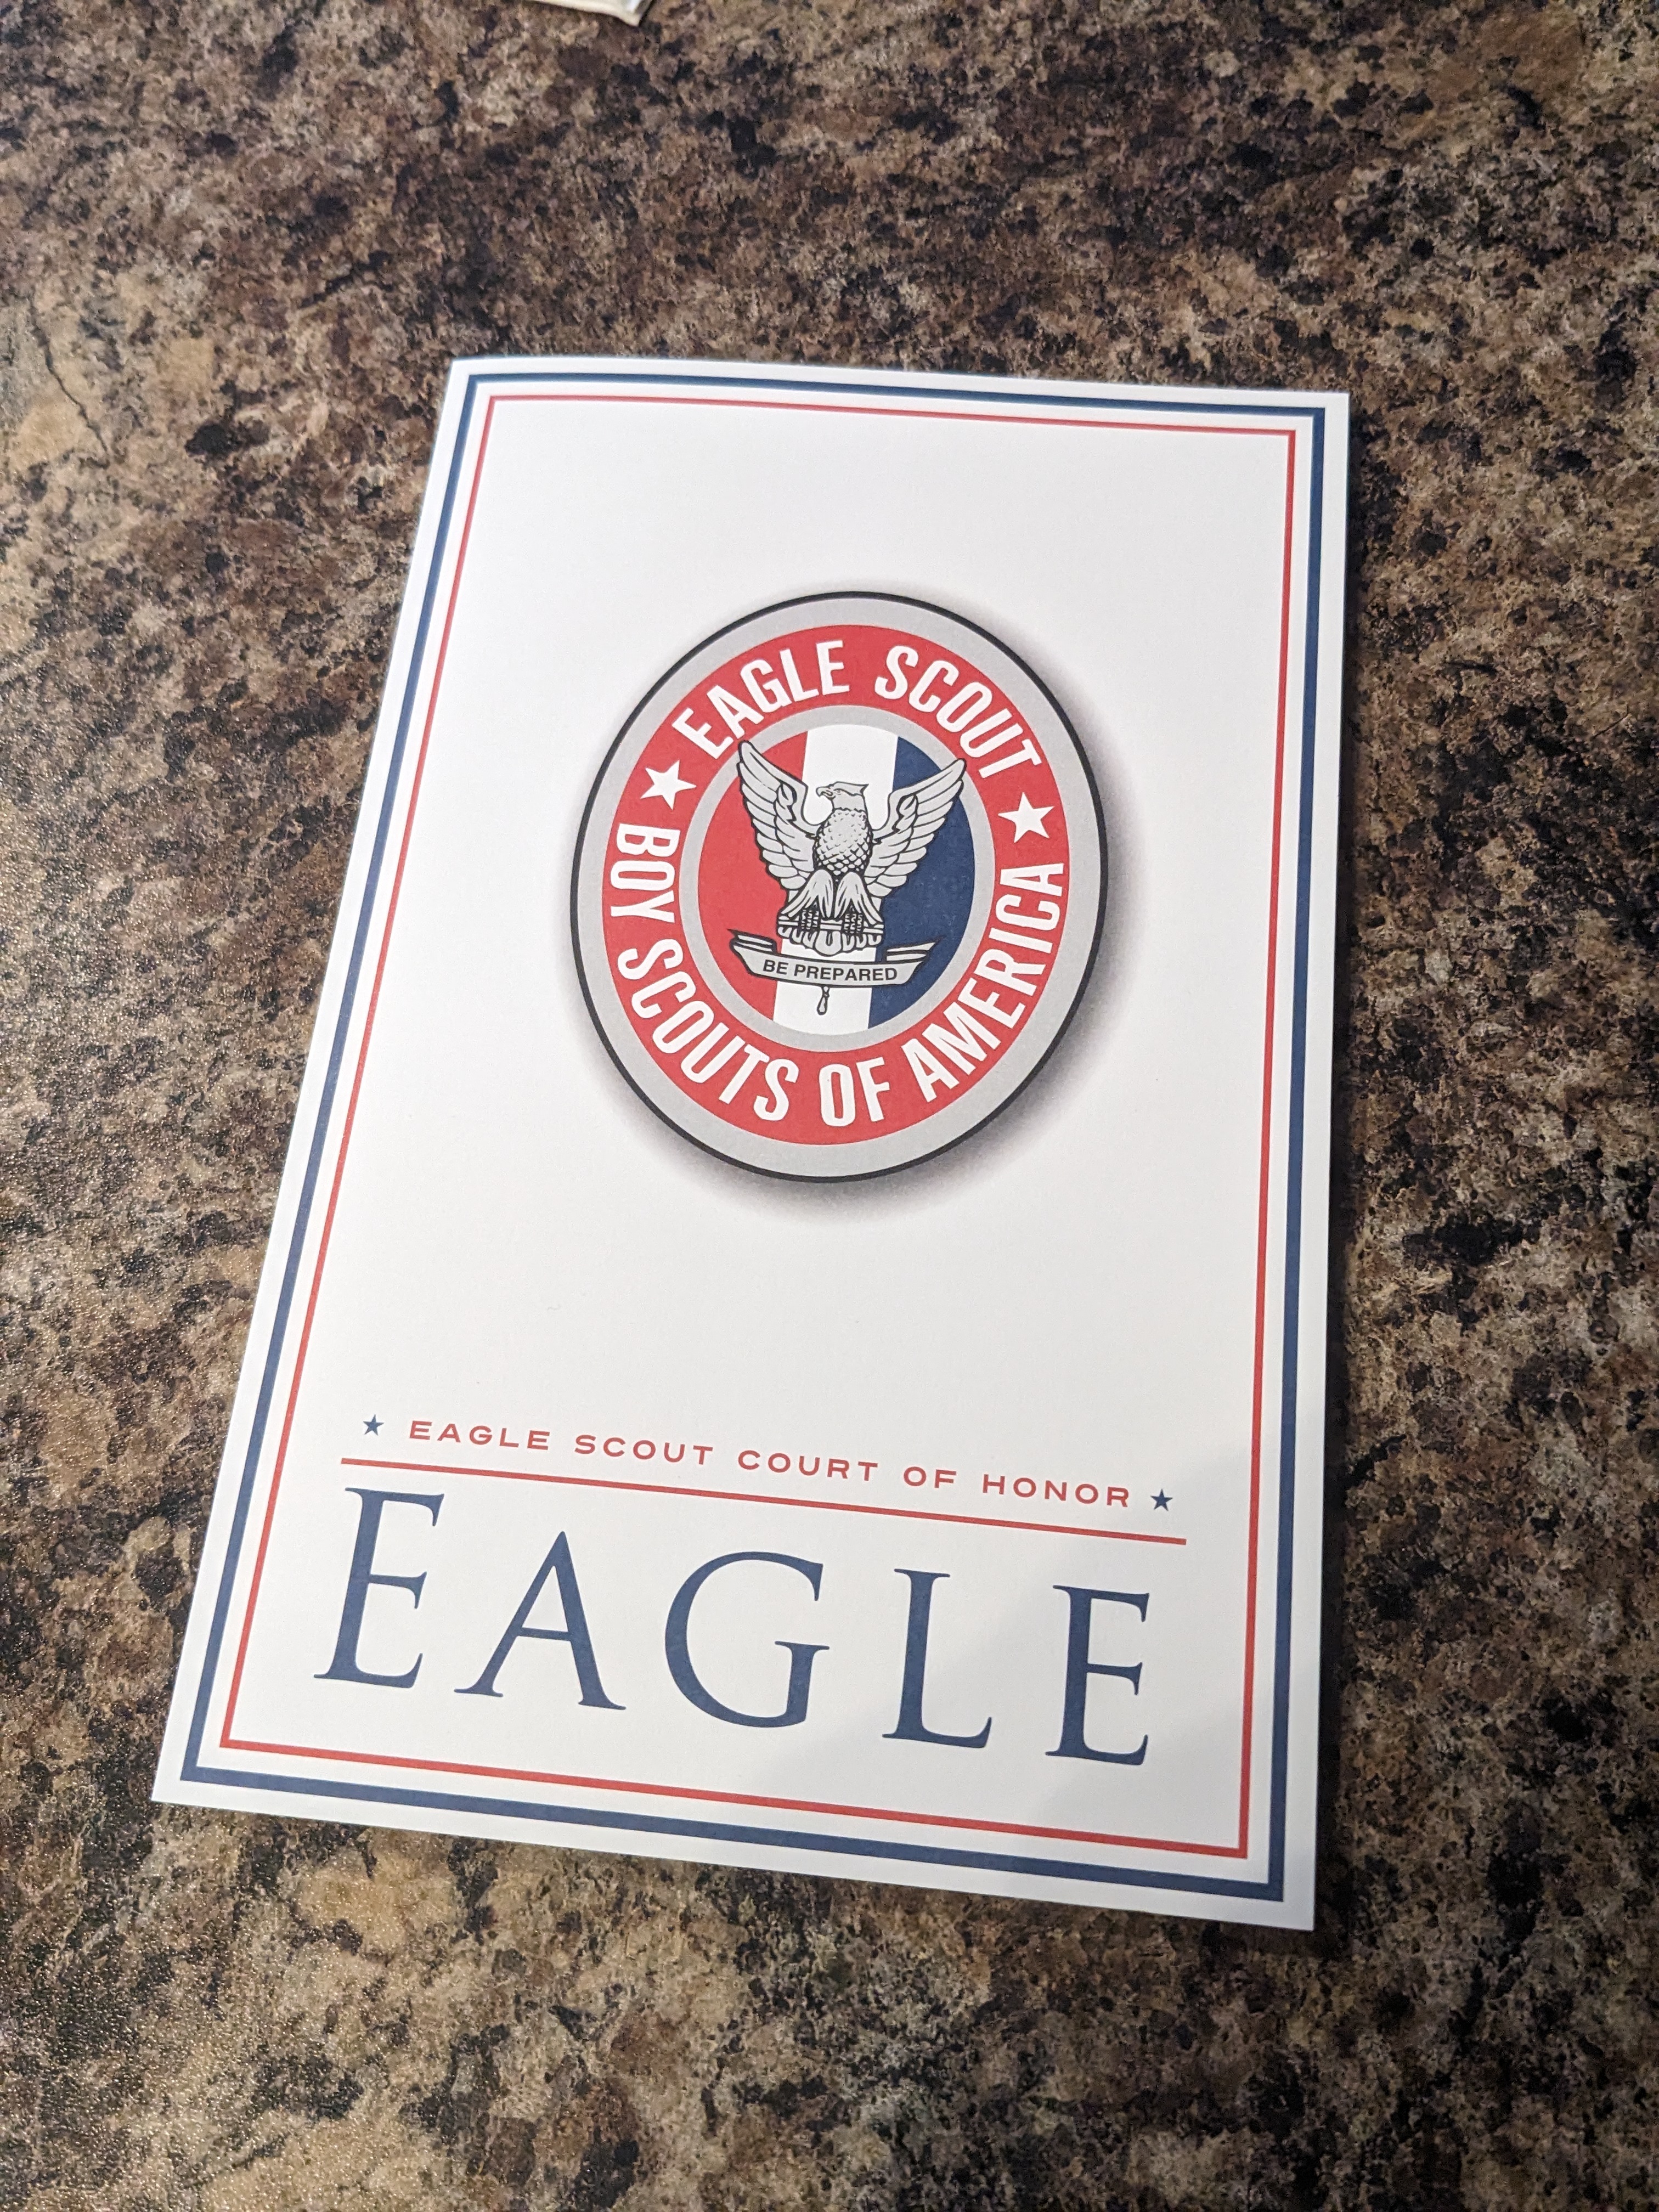 EAGLE SCOUT
BOY SCOUTS OF AMERICA
BE PREPARED
EAGLE SCOUT COURT OF HONOR
EAGLE